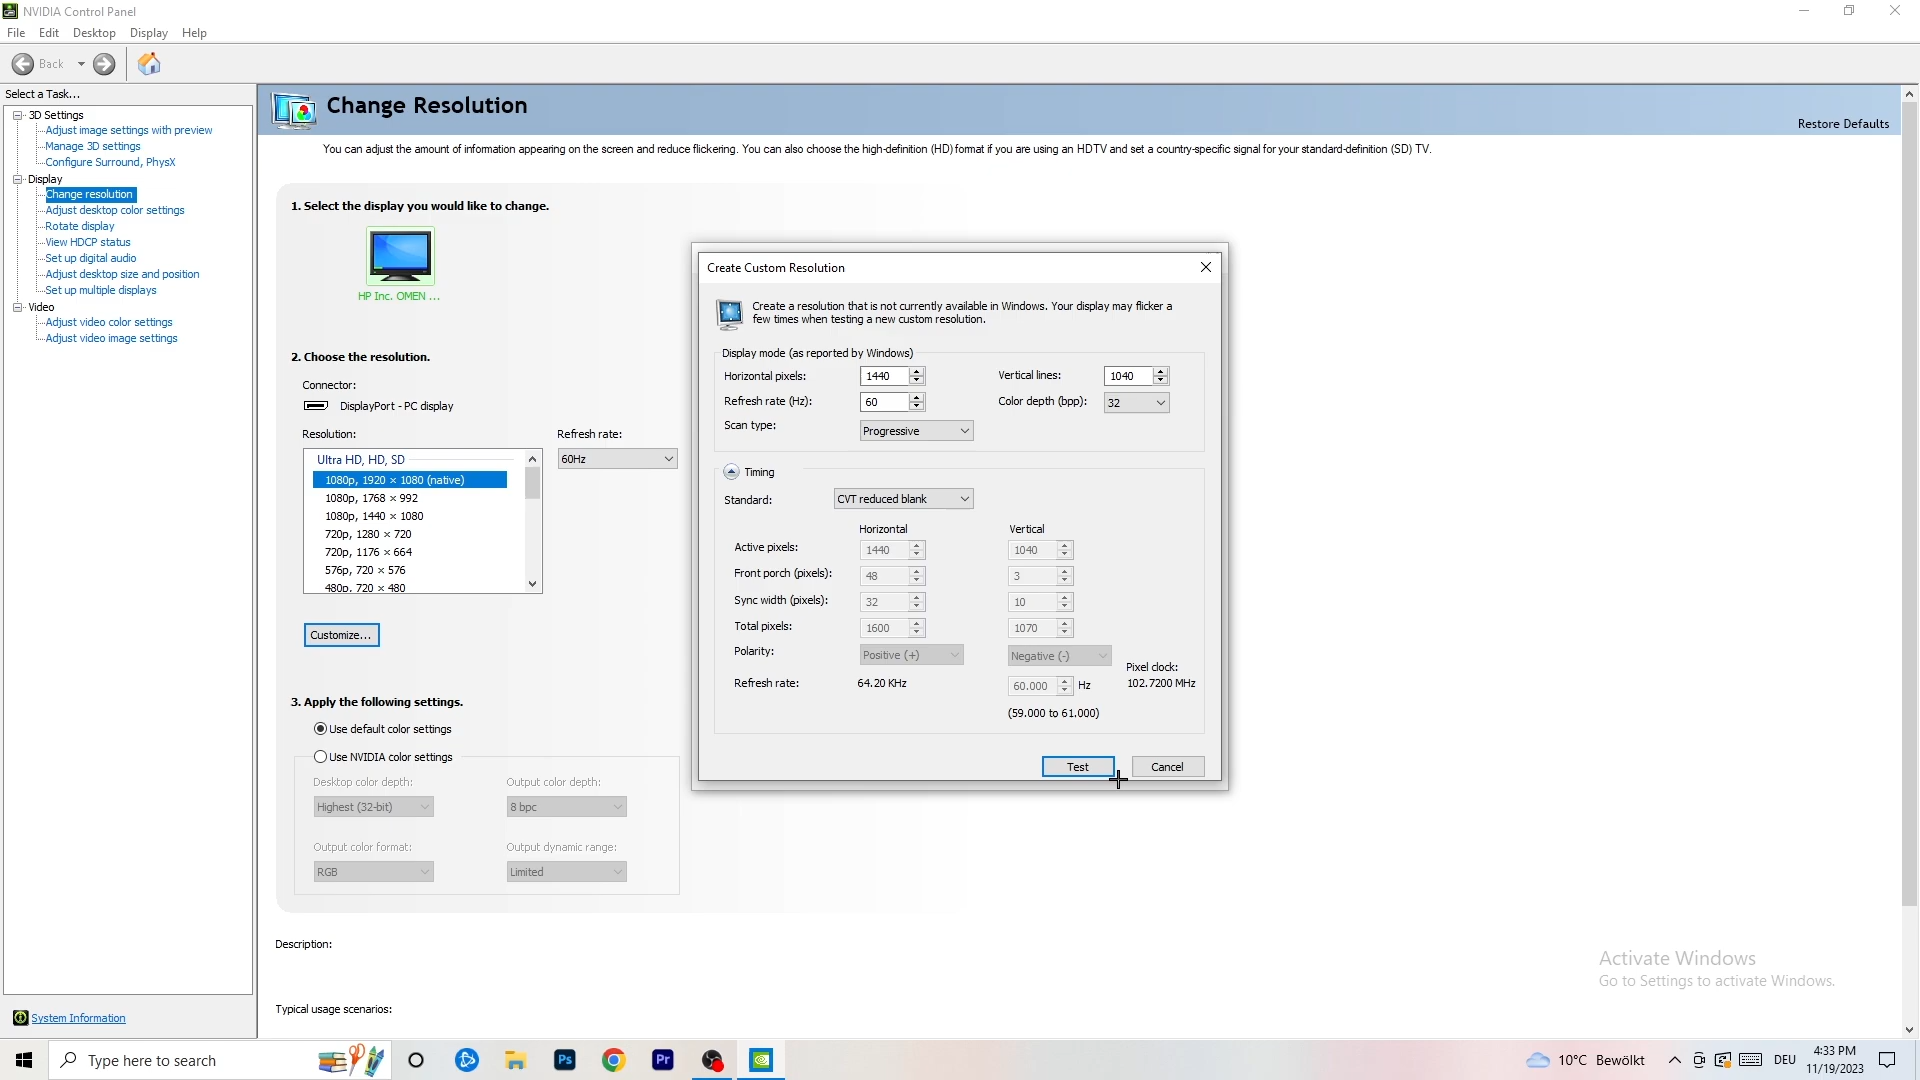 NVIDIA Control Panel
File Edit Desktop Display Help
Back
Select a Task...
3D Settings
Adjust image settings with preview
Manage 3D settings
Configure Surround, PhysX
Display
Change resolution
Adjust desktop color settings
Rotate display
View HDCP status
Set up digital audio
Adjust desktop size and position
Set up multiple displays
Video
Adjust video color settings
Adjust video image settings
System Information
Change Resolution
Restore Defaults
You can adjust the amount of information appearing on the screen and reduce flickering. You can also choose the high-definition (HD) format if you are using an HDTV and set a country-specific signal for your standard-definition (SD) TV.
1. Select the display you would like to change.
HP Inc. OMEN ...
2. Choose the resolution.
Connector:
DisplayPort - PC display
Resolution:
Refresh rate:
Ultra HD, HD, SD
60Hz
1080p, 1920 × 1080 (native)
1080p, 1768 × 992
1080p, 1440 × 1080
720p, 1280 × 720
720p, 1176 × 664
576p, 720 × 576
480p, 720 × 480
Customize...
3. Apply the following settings.
Use default color settings
Use NVIDIA color settings
Desktop color depth:
Output color depth:
Highest (32-bit)
8 bpc
Output color format:
Output dynamic range:
RGB
Limited
Description:
Typical usage scenarios:
Create Custom Resolution
Create a resolution that is not currently available in Windows. Your display may flicker a
few times when testing a new custom resolution.
Display mode (as reported by Windows)
Horizontal pixels: 1440 Vertical lines: 1040
Refresh rate (Hz): 60 Color depth (bpp): 32
Scan type: Progressive
Timing
Standard: CVT reduced blank
Horizontal Vertical
Active pixels: 1440 1040
Front porch (pixels): 48 3
Sync width (pixels): 32 10
Total pixels: 1600 1070
Polarity: Positive (+) Negative (-)
Pixel clock:
Refresh rate: 64.20 KHz 60.000 Hz 102.7200 MHz
(59.000 to 61.000)
Test Cancel
Activate Windows
Go to Settings to activate Windows.
Type here to search
Ps
Pr
10°C Bewölkt
DEU
4:33 PM
11/19/2023